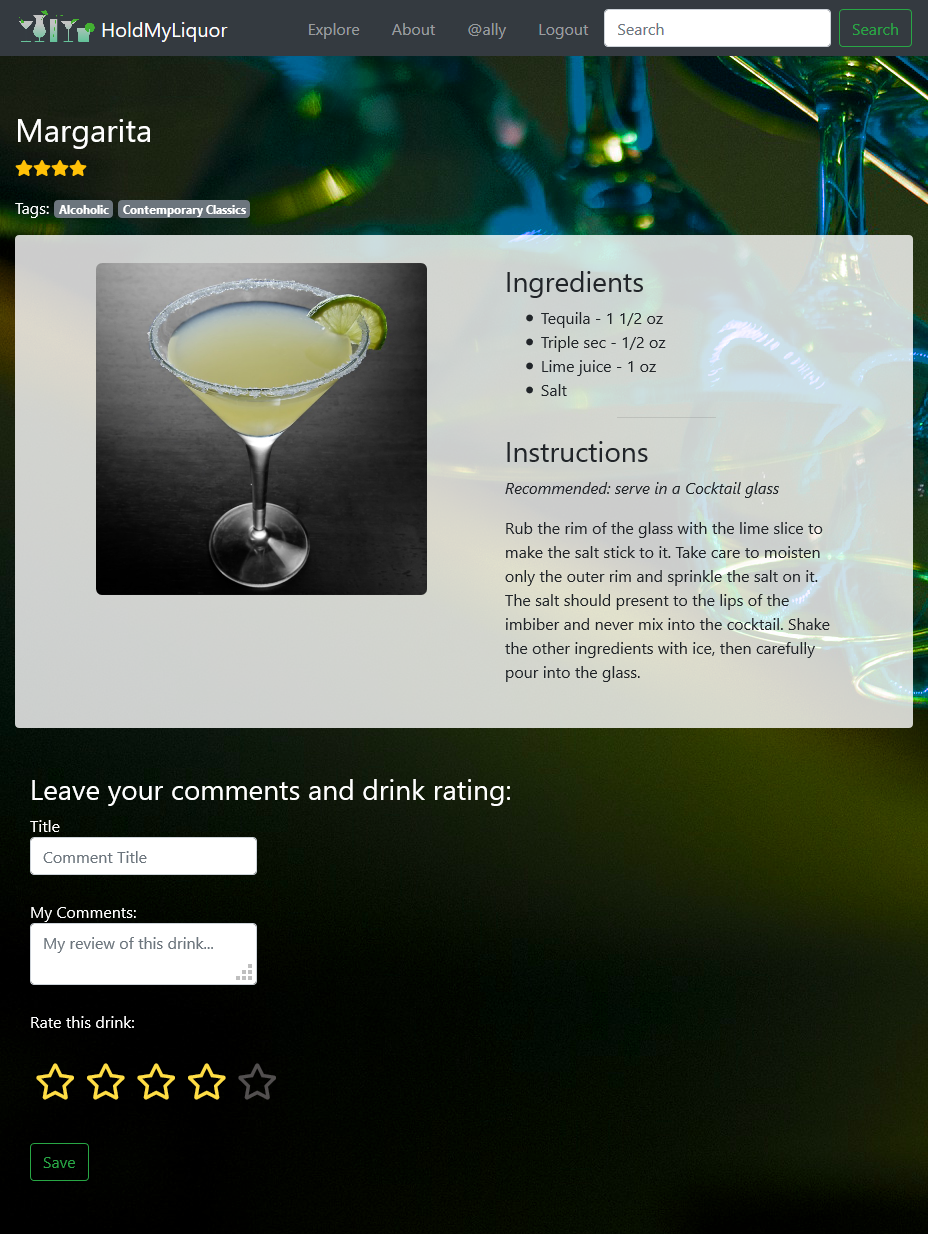 HoldMyLiquor
Explore
About
@ally
Logout
Search
Search
Margarita
Tags: Alcoholic Contemporary Classics
Ingredients
Tequila - 1 1/2 oz
Triple sec - 1/2 oz
Lime juice - 1 oz
Salt
Instructions
Recommended: serve in a Cocktail glass
Rub the rim of the glass with the lime slice to
make the salt stick to it. Take care to moisten
only the outer rim and sprinkle the salt on it.
The salt should present to the lips of the
imbiber and never mix into the cocktail. Shake
the other ingredients with ice, then carefully
pour into the glass.
Leave your comments and drink rating:
Title
Comment Title
My Comments:
My review of this drink...
Rate this drink:
Save